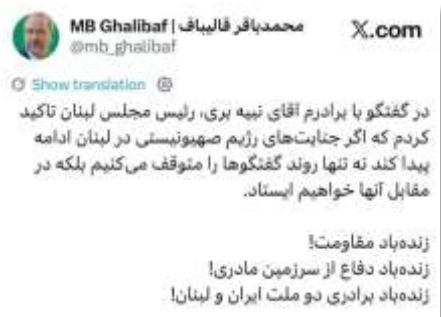 MB Ghalibaf | محمدباقر قالیباف
@mb_ghalibaf
X.com
Show translation
در گفتگو با برادرم آقای نبیه بری، رئیس مجلس لبنان تاکید
کردم که اگر جنایت‌های رژیم صهیونیستی در لبنان ادامه
پیدا کند نه تنها روند گفتگوها را متوقف می‌کنیم بلکه در
مقابل آنها خواهیم ایستاد.
زنده‌باد مقاومت!
زنده‌باد دفاع از سرزمین مادری!
زنده‌باد برادری دو ملت ایران و لبنان!